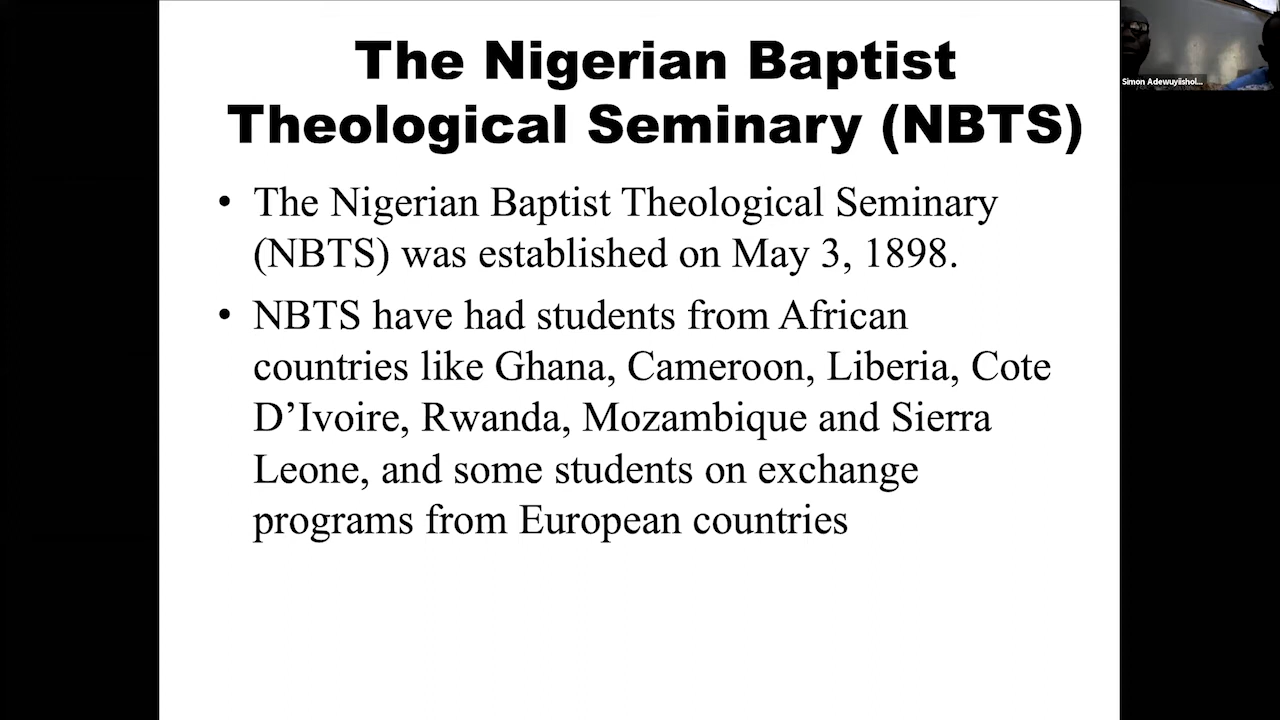 The Nigerian Baptist
Theological Seminary (NBTS)
• The Nigerian Baptist Theological Seminary
(NBTS) was established on May 3, 1898.
• NBTS have had students from African
countries like Ghana, Cameroon, Liberia, Cote
D’Ivoire, Rwanda, Mozambique and Sierra
Leone, and some students on exchange
programs from European countries
Simon Adewuyiishol...